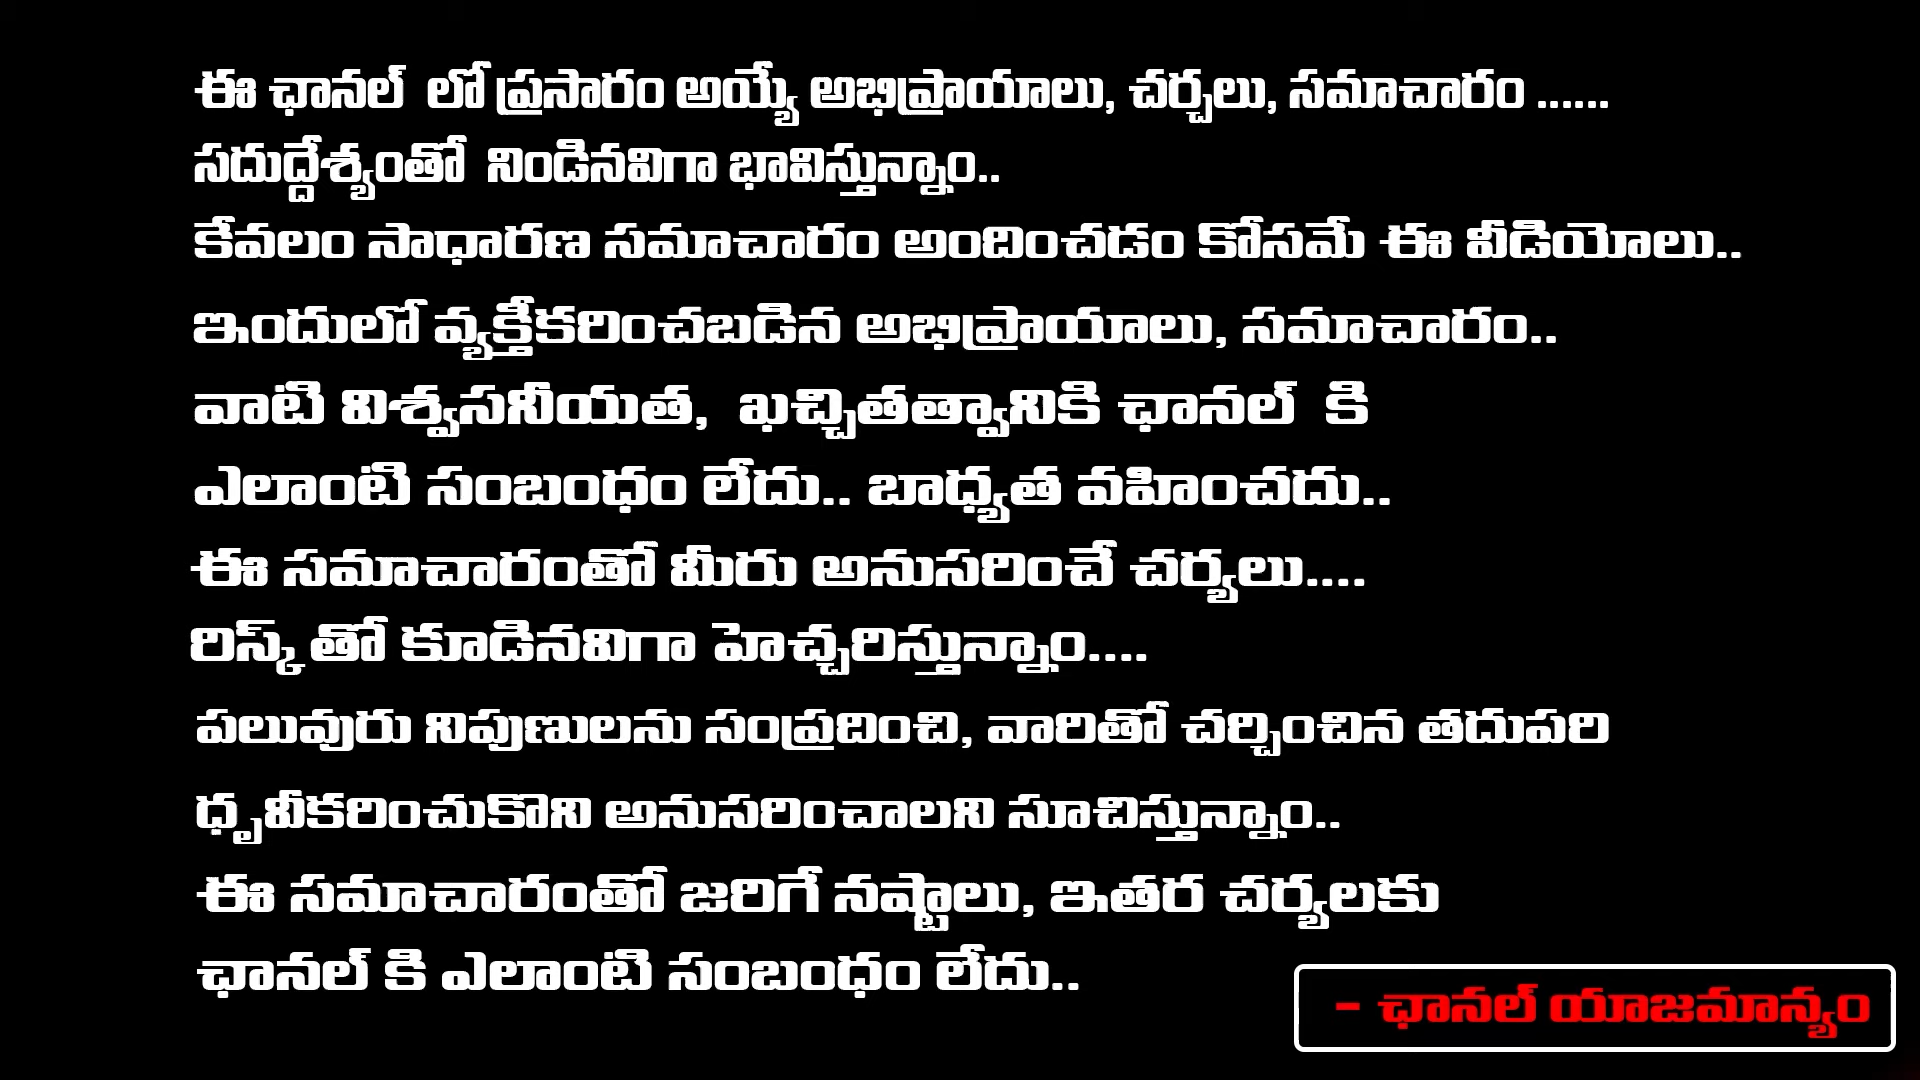 ఈ ఛానల్ లో ప్రసారం అయ్యే అభిప్రాయాలు, చర్చలు, సమాచారం ......
సదుద్దేశ్యంతో నిండినవిగా భావిస్తున్నాం..
కేవలం సాధారణ సమాచారం అందించడం కోసమే ఈ వీడియోలు..
ఇందులో వ్యక్తీకరించబడిన అభిప్రాయాలు, సమాచారం..
వాటి విశ్వసనీయత, ఖచ్చితత్వానికి ఛానల్ కి
ఎలాంటి సంబంధం లేదు.. బాధ్యత వహించదు..
ఈ సమాచారంతో మీరు అనుసరించే చర్యలు....
రిస్క్ తో కూడినవిగా హెచ్చరిస్తున్నాం....
పలువురు నిపుణులను సంప్రదించి, వారితో చర్చించిన తదుపరి
ధృవీకరించుకొని అనుసరించాలని సూచిస్తున్నాం..
ఈ సమాచారంతో జరిగే నష్టాలు, ఇతర చర్యలకు
ఛానల్ కి ఎలాంటి సంబంధం లేదు..
- ఛానల్ యాజమాన్యం